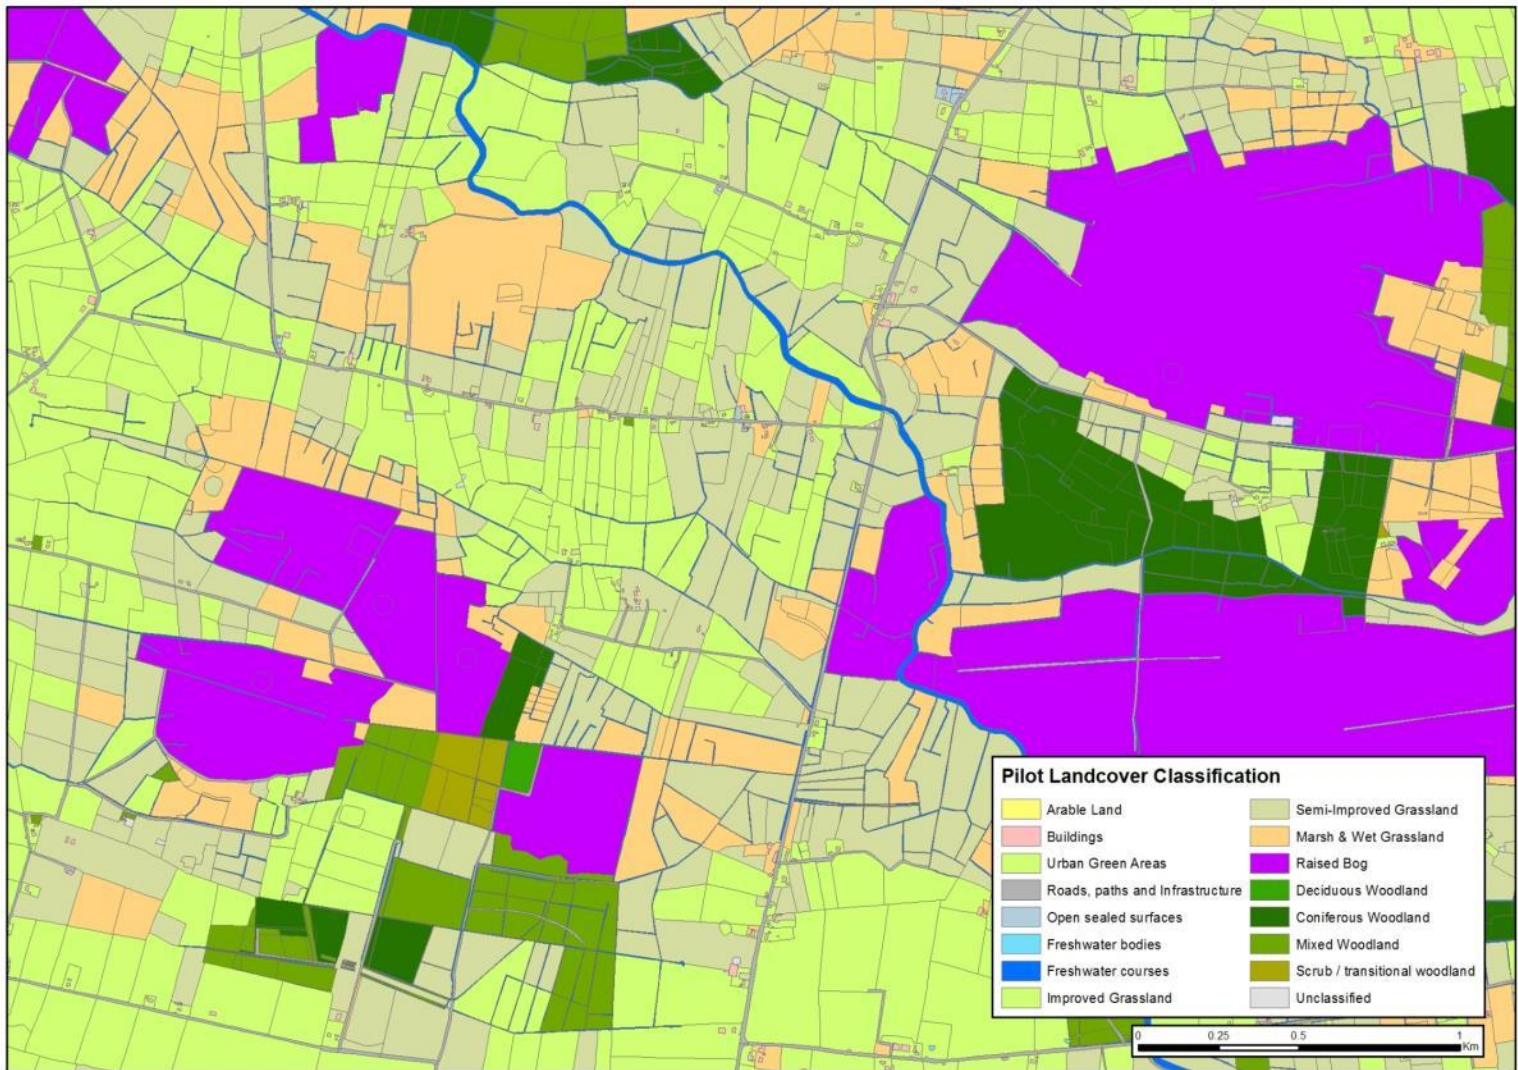 Pilot Landcover Classification
Arable Land
Buildings
Urban Green Areas
Roads, paths and Infrastructure
Open sealed surfaces
Freshwater bodies
Freshwater courses
Improved Grassland
Semi-Improved Grassland
Marsh & Wet Grassland
Raised Bog
Deciduous Woodland
Coniferous Woodland
Mixed Woodland
Scrub / transitional woodland
Unclassified
0 0.25 0.5 1
Km